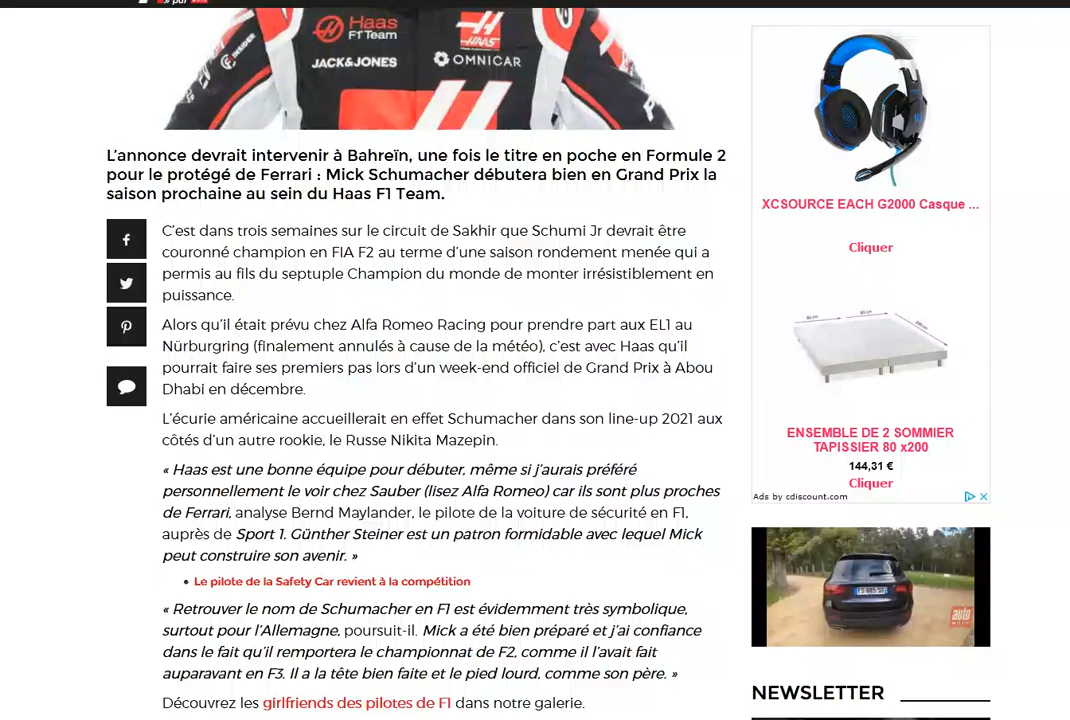 Haas
F1 Team
HAAS
INSIDER
JACK&JONES
OMNICAR
L'annonce devrait intervenir à Bahreïn, une fois le titre en poche en Formule 2
pour le protégé de Ferrari : Mick Schumacher débutera bien en Grand Prix la
saison prochaine au sein du Haas F1 Team.
C'est dans trois semaines sur le circuit de Sakhir que Schumi Jr devrait être
couronné champion en FIA F2 au terme d'une saison rondement menée qui a
permis au fils du septuple Champion du monde de monter irrésistiblement en
puissance.
Alors qu'il était prévu chez Alfa Romeo Racing pour prendre part aux EL1 au
Nürburgring (finalement annulés à cause de la météo), c'est avec Haas qu'il
pourrait faire ses premiers pas lors d'un week-end officiel de Grand Prix à Abou
Dhabi en décembre.
L'écurie américaine accueillerait en effet Schumacher dans son line-up 2021 aux
côtés d'un autre rookie, le Russe Nikita Mazepin.
« Haas est une bonne équipe pour débuter, même si j'aurais préféré
personnellement le voir chez Sauber (lisez Alfa Romeo) car ils sont plus proches
de Ferrari, analyse Bernd Maylander, le pilote de la voiture de sécurité en F1,
auprès de Sport 1. Günther Steiner est un patron formidable avec lequel Mick
peut construire son avenir. »
• Le pilote de la Safety Car revient à la compétition
« Retrouver le nom de Schumacher en F1 est évidemment très symbolique,
surtout pour l'Allemagne, poursuit-il. Mick a été bien préparé et j'ai confiance
dans le fait qu'il remportera le championnat de F2, comme il l'avait fait
auparavant en F3. Il a la tête bien faite et le pied lourd, comme son père. »
Découvrez les girlfriends des pilotes de F1 dans notre galerie.
XCSOURCE EACH G2000 Casque ...
Cliquer
ENSEMBLE DE 2 SOMMIER
TAPISSIER 80 x200
144,31 €
Cliquer
Ads by cdiscount.com
auto
moto
NEWSLETTER